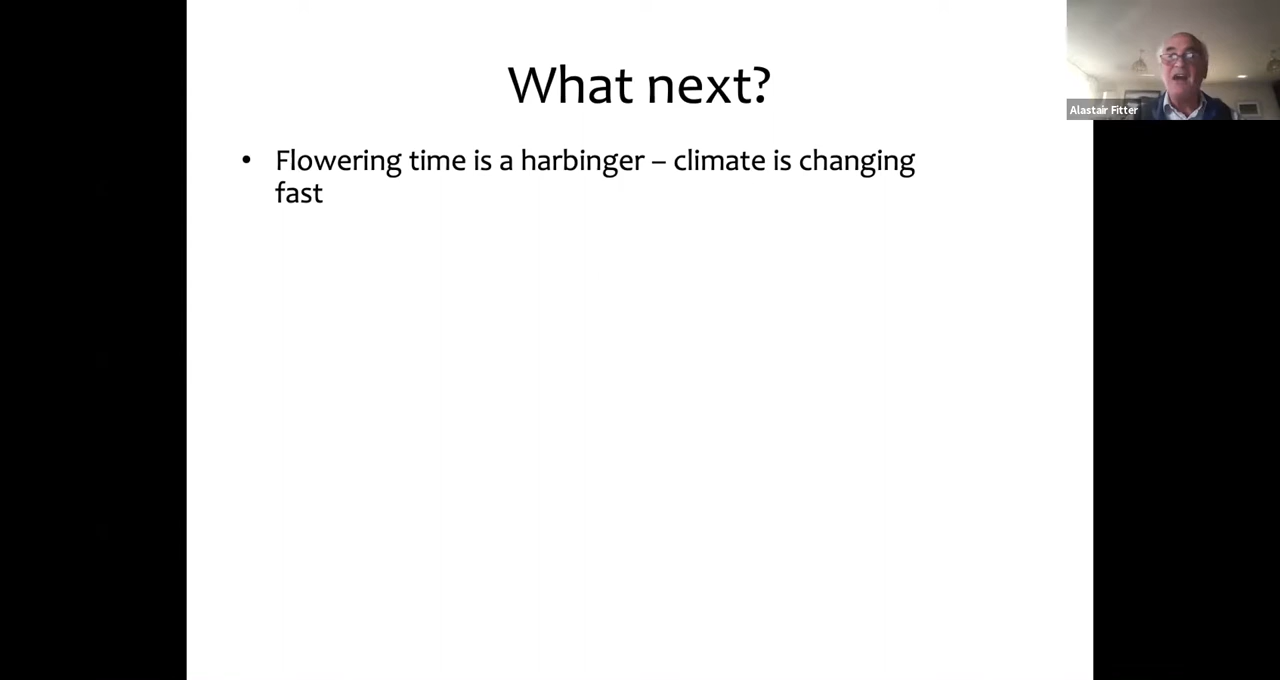 What next?
Alastair Fitter
• Flowering time is a harbinger – climate is changing
fast